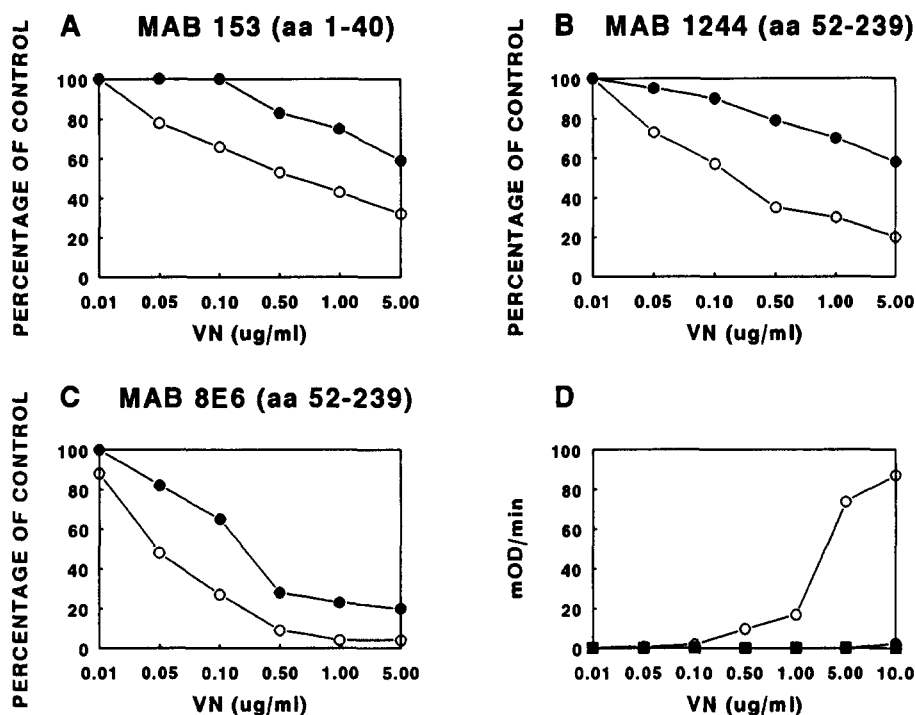 A MAB 153 (aa 1-40)
PERCENTAGE OF CONTROL
100
80
60
40
20
0
0.01 0.05 0.10 0.50 1.00 5.00
VN (ug/ml)
B MAB 1244 (aa 52-239)
PERCENTAGE OF CONTROL
100
80
60
40
20
0
0.01 0.05 0.10 0.50 1.00 5.00
VN (ug/ml)
C MAB 8E6 (aa 52-239)
PERCENTAGE OF CONTROL
100
80
60
40
20
0
0.01 0.05 0.10 0.50 1.00 5.00
VN (ug/ml)
D
mOD/min
100
80
60
40
20
0
0.01 0.05 0.10 0.50 1.00 5.00 10.0
VN (ug/ml)